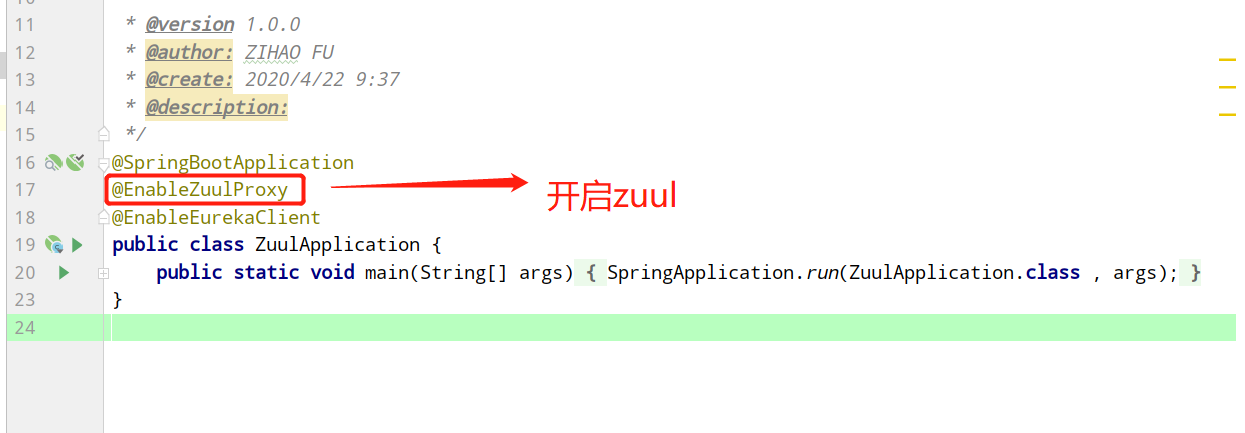 11 * @version 1.0.0
12 * @author: ZIHAO FU
13 * @create: 2020/4/22 9:37
14 * @description:
15 */
16 @SpringBootApplication
17 @EnableZuulProxy 开启zuul
18 @EnableEurekaClient
19 public class ZuulApplication {
20 public static void main(String[] args) { SpringApplication.run(ZuulApplication.class , args); }
23 }
24